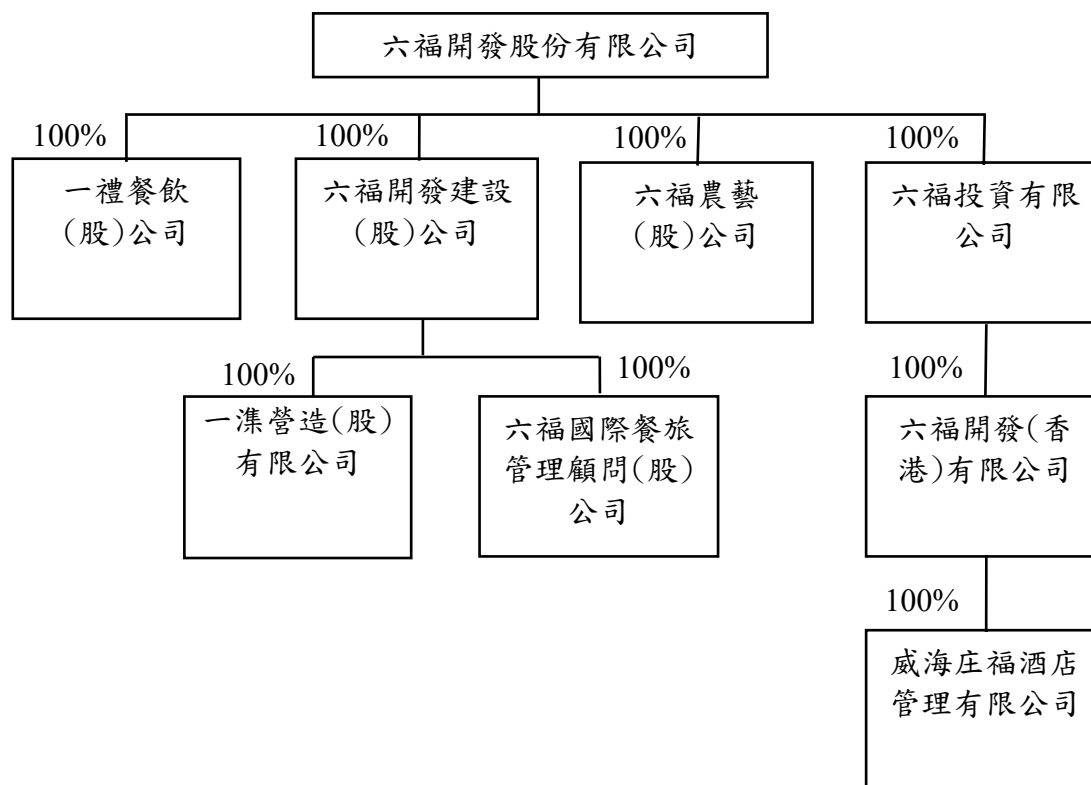 六福開發股份有限公司
100%
100%
100%
100%
一禮餐飲
(股)公司
六福開發建設
(股)公司
六福農藝
(股)公司
六福投資有限
公司
100%
100%
100%
一準營造(股)
有限公司
六福國際餐旅
管理顧問(股)
公司
六福開發(香
港)有限公司
100%
威海庄福酒店
管理有限公司